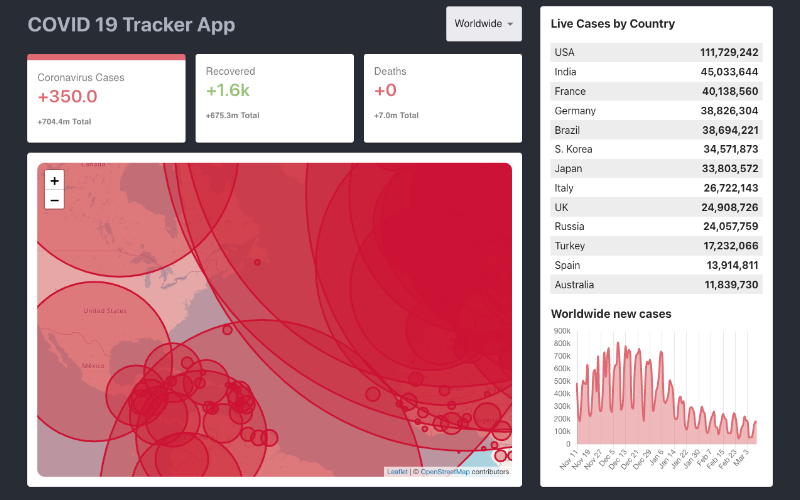 COVID 19 Tracker App
Worldwide
Coronavirus Cases
+350.0
+704.4m Total
Recovered
+1.6k
+675.3m Total
Deaths
+0
+7.0m Total
+
−
Canada
United States
México
Leaflet | © OpenStreetMap contributors
Live Cases by Country
USA 111,729,242
India 45,033,644
France 40,138,560
Germany 38,826,304
Brazil 38,694,221
S. Korea 34,571,873
Japan 33,803,572
Italy 26,722,143
UK 24,908,726
Russia 24,057,759
Turkey 17,232,066
Spain 13,914,811
Australia 11,839,730
Worldwide new cases
900k
800k
700k
600k
500k
400k
300k
200k
100k
0
Nov 11 Nov 19 Nov 27 Dec 5 Dec 13 Dec 21 Dec 29 Jan 6 Jan 14 Jan 22 Jan 30 Feb 7 Feb 15 Feb 23 Mar 3